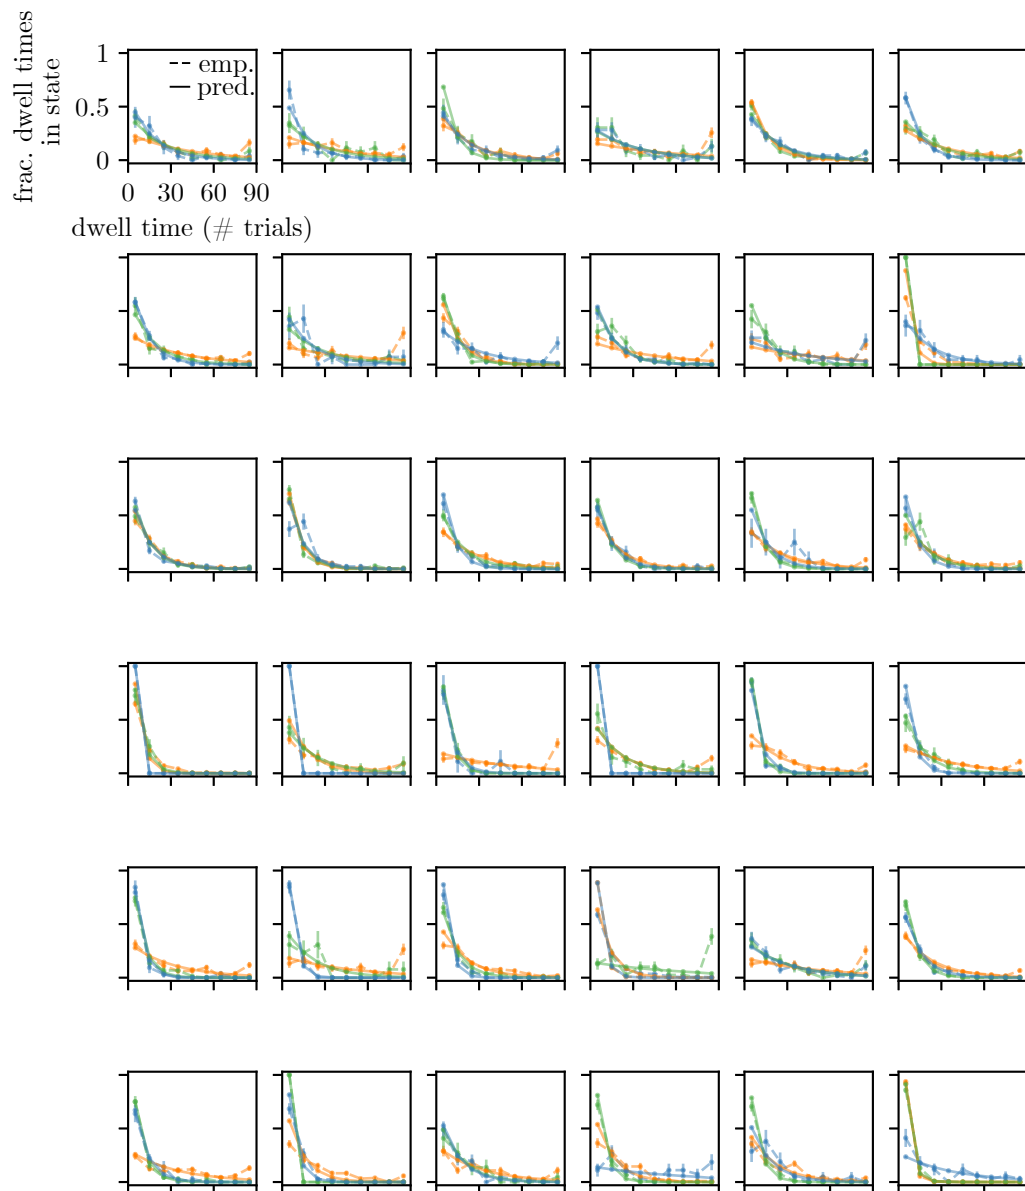 frac. dwell times
in state
1
0.5
0
emp.
pred.
0 30 60 90
dwell time (# trials)